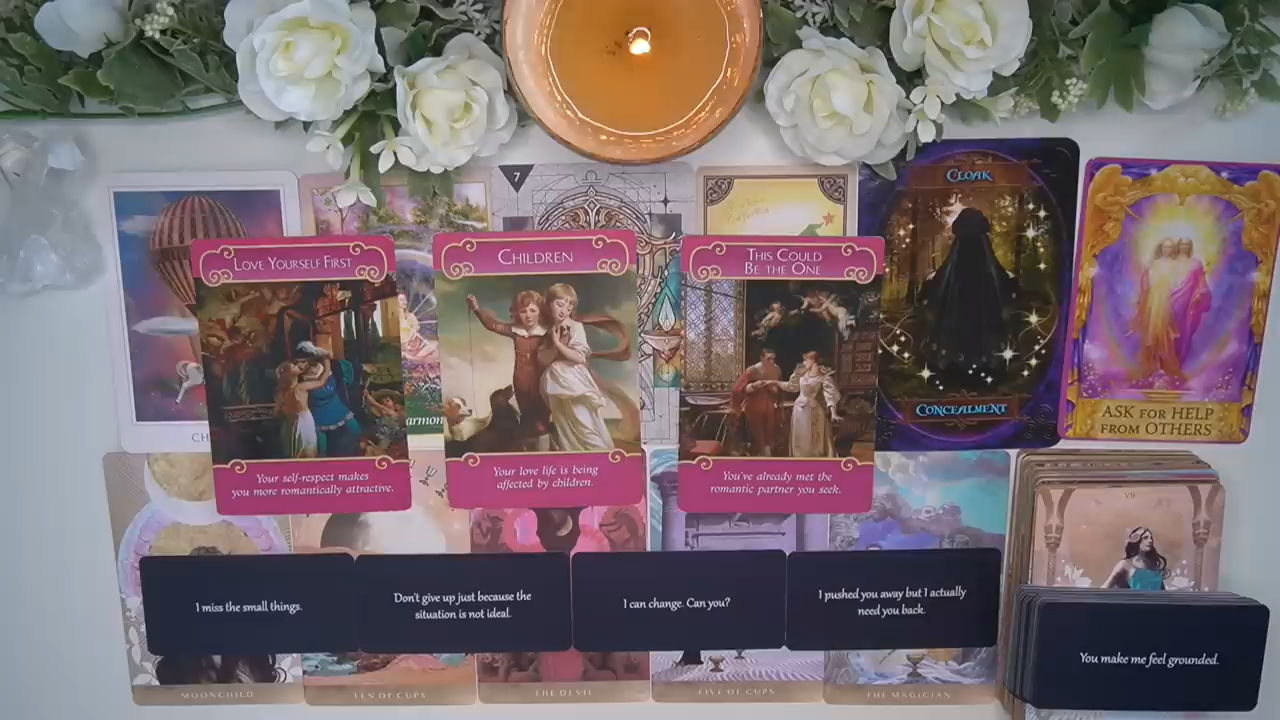 7
CLOAK
CONCEALMENT
ASK FOR HELP
FROM OTHERS
LOVE YOURSELF FIRST
Your self-respect makes
you more romantically attractive.
CHILDREN
Your love life is being
affected by children.
THIS COULD
BE THE ONE
You've already met the
romantic partner you seek.
VII
I miss the small things.
Don't give up just because the
situation is not ideal.
I can change. Can you?
I pushed you away but I actually
need you back.
You make me feel grounded.
MOONCHILD
TEN OF CUPS
THE DEVIL
FIVE OF CUPS
THE MAGICIAN